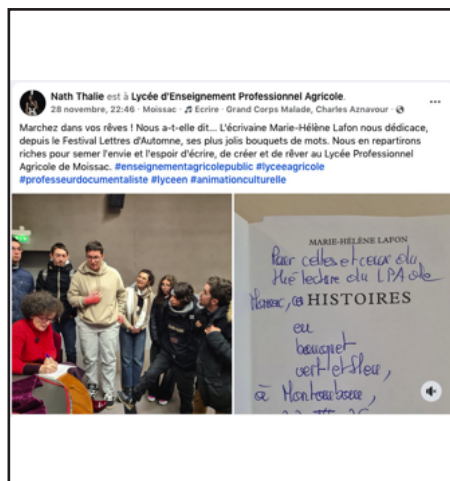 Nath Thalie est à Lycée d'Enseignement Professionnel Agricole.
28 novembre, 22:46 · Moissac · Ecrire - Grand Corps Malade, Charles Aznavour ·
Marchez dans vos rêves ! Nous a-t-elle dit... L'écrivaine Marie-Hélène Lafon nous dédicace,
depuis le Festival Lettres d'Automne, ses plus jolis bouquets de mots. Nous en repartirons
riches pour semer l'envie et l'espoir d'écrire, de créer et de rêver au Lycée Professionnel
Agricole de Moissac. #enseignementagricolepublic #lyceeagricole
#professeurdocumentaliste #lyceen #animationculturelle
MARIE-HÉLÈNE LAFON
Pour celles et ceux du
thé lecture du LPA de
Moissac, ces HISTOIRES
en
bouquet
vert et bleu,
à Montauban,